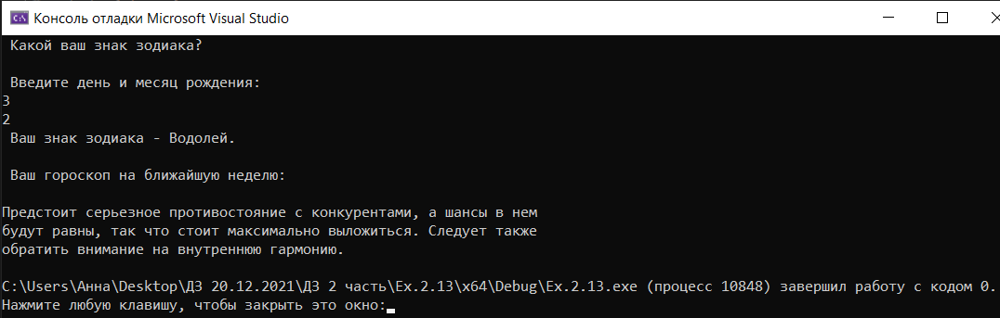 Консоль отладки Microsoft Visual Studio
Какой ваш знак зодиака?
Введите день и месяц рождения:
3
2
Ваш знак зодиака - Водолей.
Ваш гороскоп на ближайшую неделю:
Предстоит серьезное противостояние с конкурентами, а шансы в нем
будут равны, так что стоит максимально выложиться. Следует также
обратить внимание на внутреннюю гармонию.
C:\Users\Анна\Desktop\ДЗ 20.12.2021\ДЗ 2 часть\Ex.2.13\x64\Debug\Ex.2.13.exe (процесс 10848) завершил работу с кодом 0.
Нажмите любую клавишу, чтобы закрыть это окно: